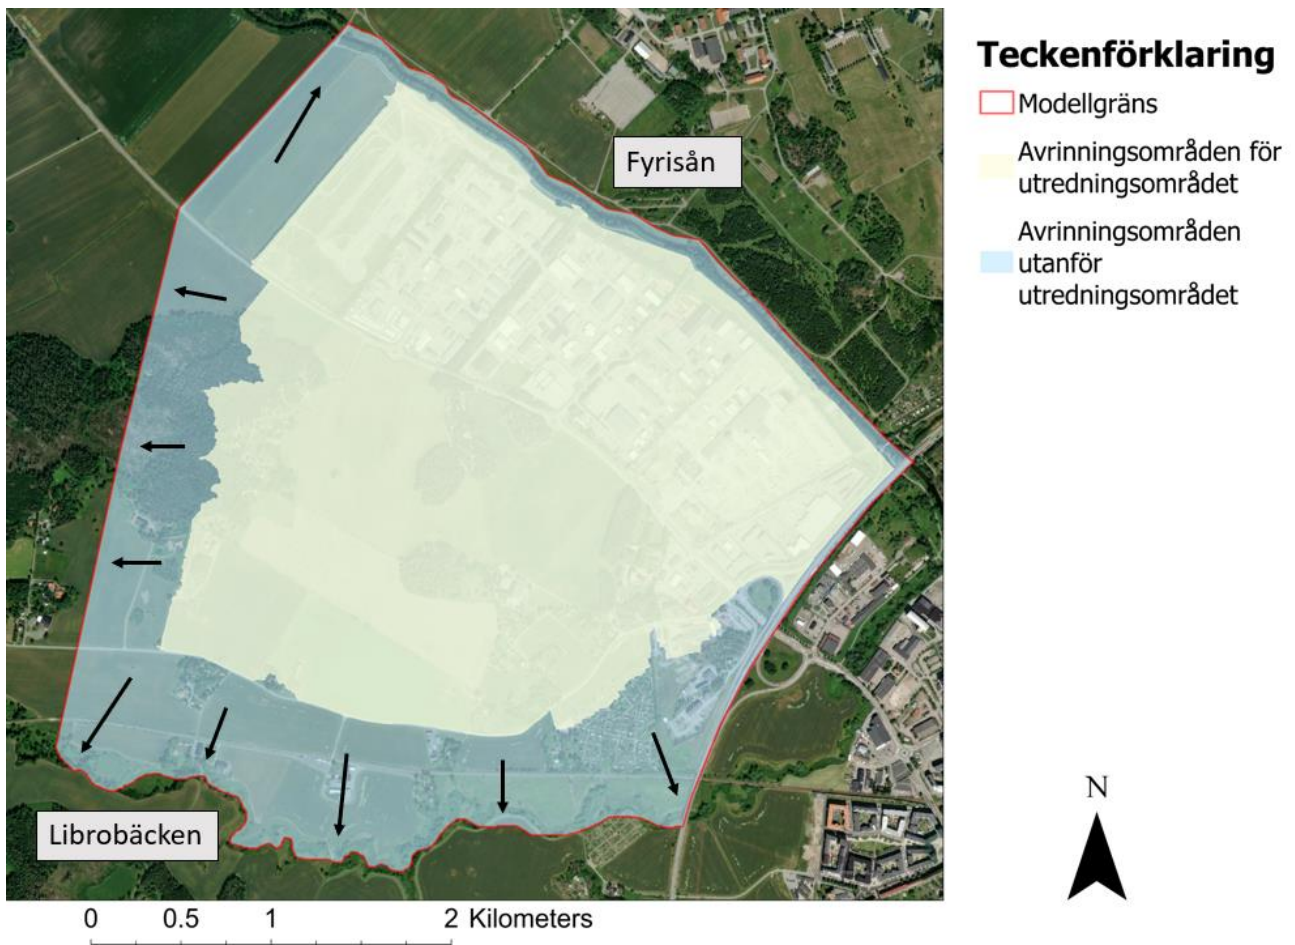 Teckenförklaring
Modellgräns
Avrinningsområden för
utredningsområdet
Avrinningsområden
utanför
utredningsområdet
Fyrisån
Librobäcken
N
0 0.5 1 2 Kilometers